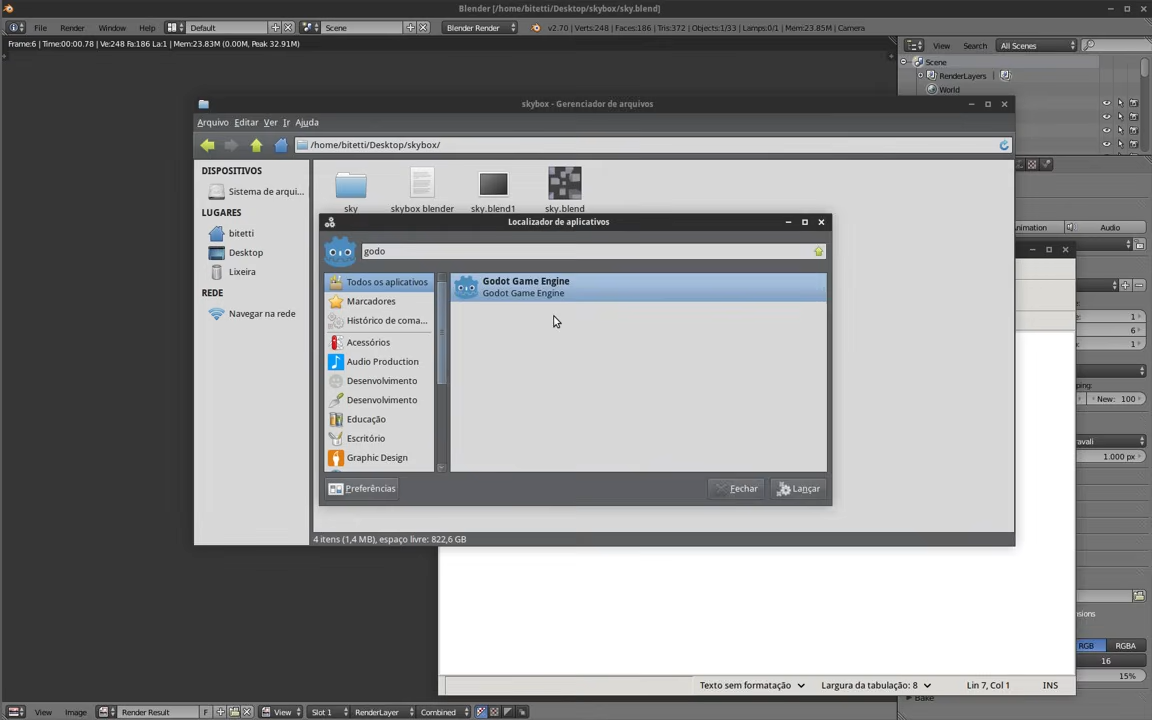 Blender [/home/bitetti/Desktop/skybox/sky.blend]
File Render Window Help Default Scene Blender Render v2.70 | Verts:248 | Faces:186 | Tris:372 | Objects:1/33 | Lamps:0/1 | Mem:23.85M | Camera
Frame:6 | Time:00:00.78 | Ve:248 Fa:186 La:1 | Mem:23.83M (0.00M, Peak 32.91M)
View Search All Scenes
Scene
RenderLayers
World
skybox - Gerenciador de arquivos
Arquivo Editar Ver Ir Ajuda
/home/bitetti/Desktop/skybox/
DISPOSITIVOS
Sistema de arqui...
LUGARES
bitetti
Desktop
Lixeira
REDE
Navegar na rede
sky
skybox blender
sky.blend1
sky.blend
Localizador de aplicativos
godo
Todos os aplicativos
Marcadores
Histórico de coma...
Acessórios
Audio Production
Desenvolvimento
Desenvolvimento
Educação
Escritório
Graphic Design
Godot Game Engine
Godot Game Engine
Preferências
Fechar
Lançar
4 itens (1,4 MB), espaço livre: 822,6 GB
Animation
Audio
1
6
1
ping:
New: 100
avali
1.000 px
nsions
RGB RGBA
16
15%
Bake
Texto sem formatação Largura da tabulação: 8 Lin 7, Col 1 INS
View Image Render Result F View Slot 1 RenderLayer Combined